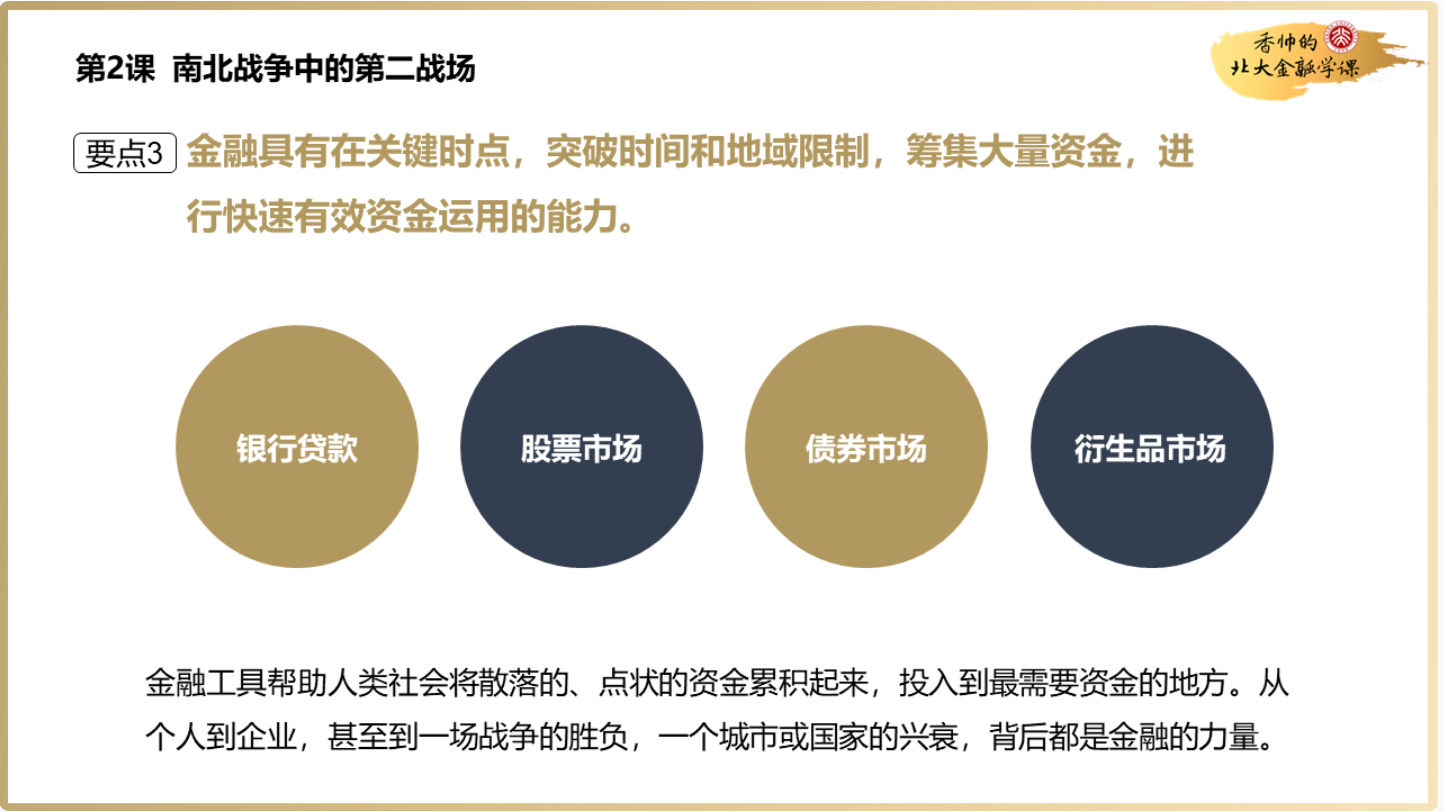 第2课 南北战争中的第二战场
香帅的
北大金融学课
要点3 金融具有在关键时点，突破时间和地域限制，筹集大量资金，进
行快速有效资金运用的能力。
银行贷款 股票市场 债券市场 衍生品市场
金融工具帮助人类社会将散落的、点状的资金累积起来，投入到最需要资金的地方。从
个人到企业，甚至到一场战争的胜负，一个城市或国家的兴衰，背后都是金融的力量。